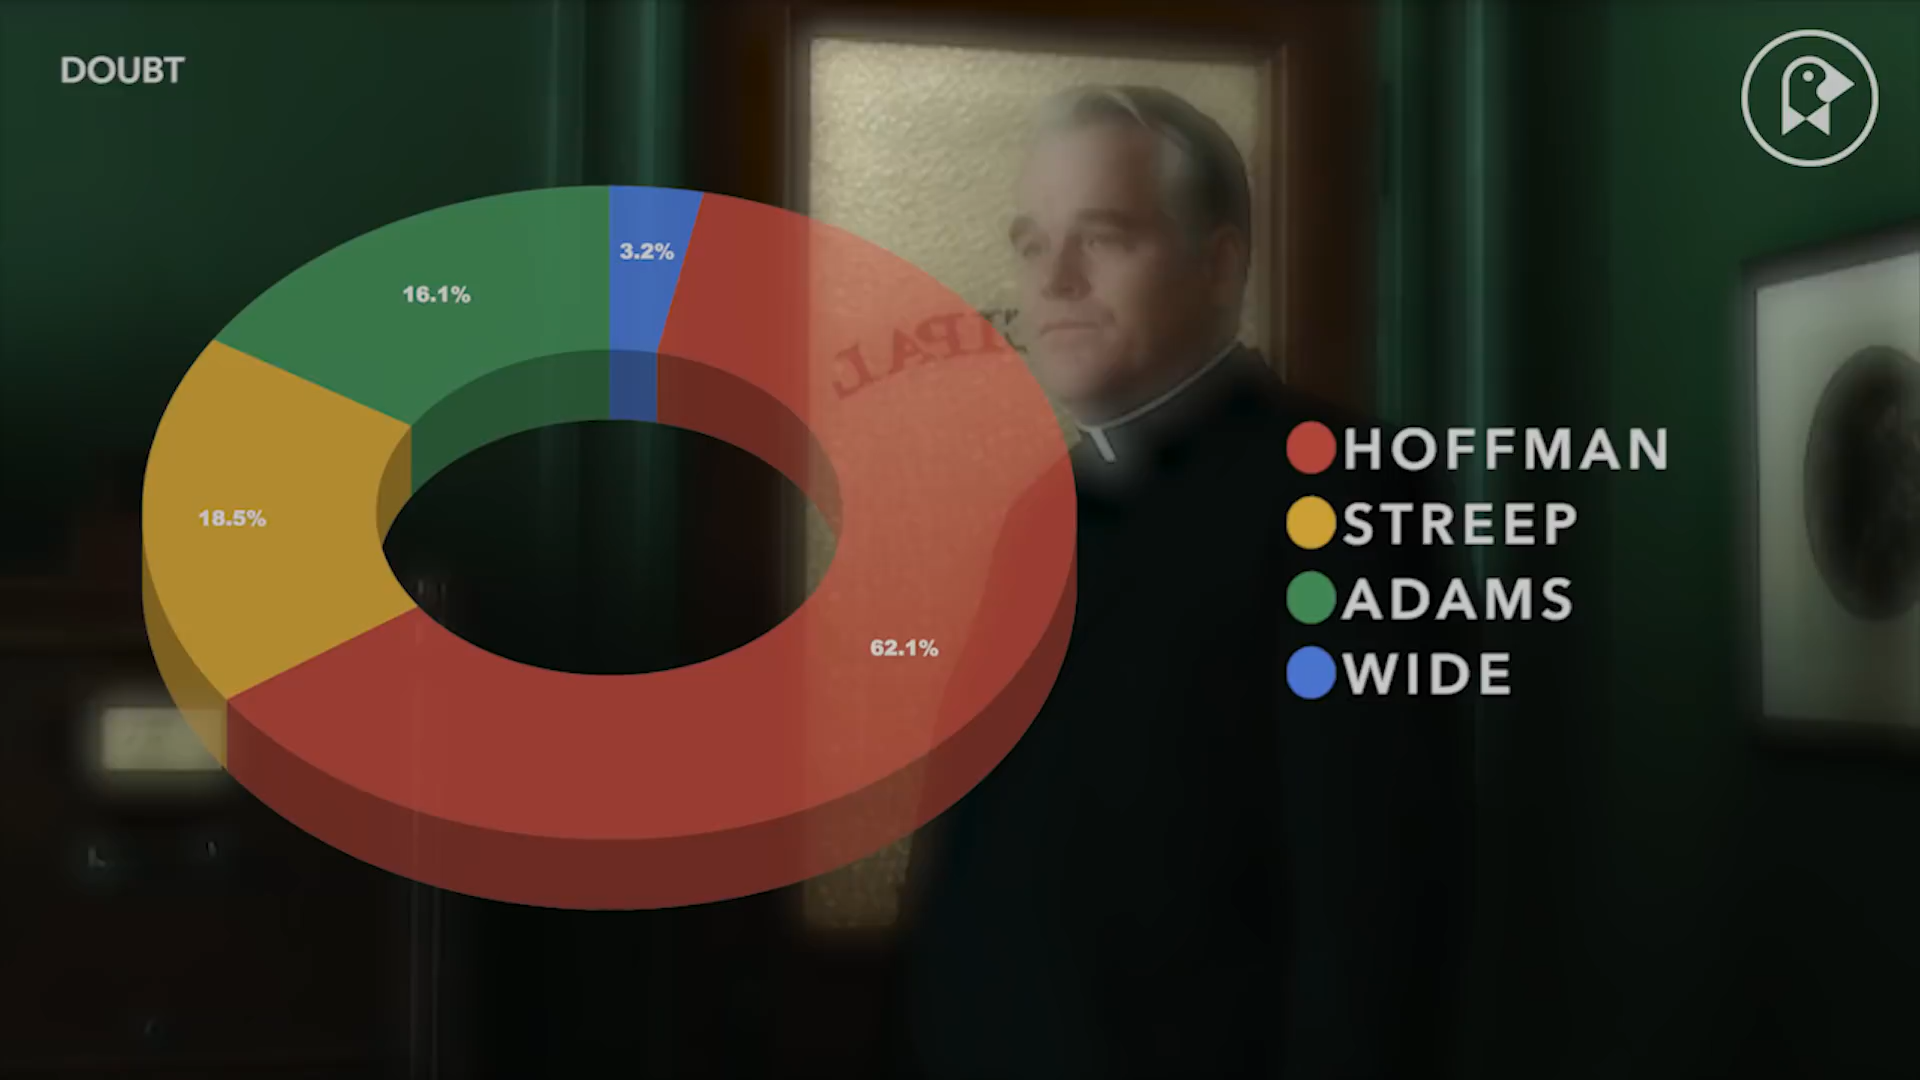 DOUBT
3.2%
16.1%
18.5%
62.1%
HOFFMAN
STREEP
ADAMS
WIDE